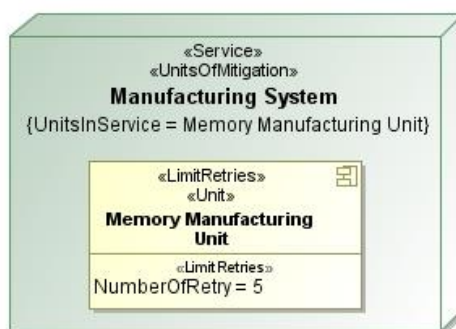 «Service»
«UnitsOfMitigation»
Manufacturing System
{UnitsInService = Memory Manufacturing Unit}
«LimitRetries»
«Unit»
Memory Manufacturing
Unit
«LimitRetries»
NumberOfRetry = 5